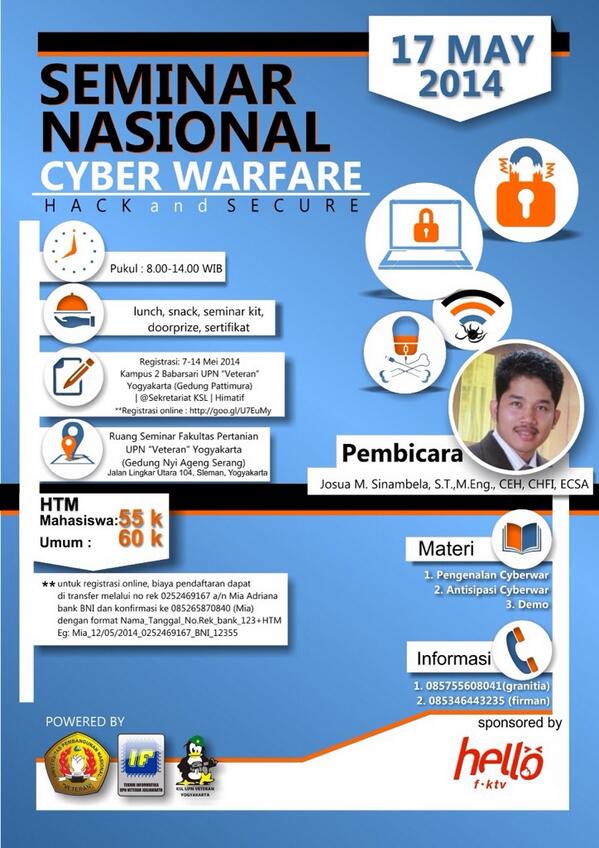 17 MAY
2014
SEMINAR
NASIONAL
CYBER WARFARE
HACK and SECURE
Pukul : 8.00-14.00 WIB
lunch, snack, seminar kit,
doorprize, sertifikat
Registrasi: 7-14 Mei 2014
Kampus 2 Babarsari UPN "Veteran"
Yogyakarta (Gedung Pattimura)
| @Sekretariat KSL | Himatif
**Registrasi online : http://goo.gl/U7EuMy
Ruang Seminar Fakultas Pertanian
UPN "Veteran" Yogyakarta
(Gedung Nyi Ageng Serang)
Jalan Lingkar Utara 104, Sleman, Yogyakarta
Pembicara
Josua M. Sinambela, S.T.,M.Eng., CEH, CHFI, ECSA
HTM
Mahasiswa: 55 k
Umum : 60 k
** untuk registrasi online, biaya pendaftaran dapat
di transfer melalui no rek 0252469167 a/n Mia Adriana
bank BNI dan konfirmasi ke 085265870840 (Mia)
dengan format Nama_Tanggal_No.Rek_bank_123+HTM
Eg: Mia_12/05/2014_0252469167_BNI_12355
Materi
1. Pengenalan Cyberwar
2. Antisipasi Cyberwar
3. Demo
Informasi
1. 085755608041(granitia)
2. 085346443235 (firman)
POWERED BY
"VETERAN"
IF
TEKNIK INFORMATIKA
UPN VETERAN YOGYAKARTA
KSL UPN VETERAN
YOGYAKARTA
sponsored by
hello
f·ktv